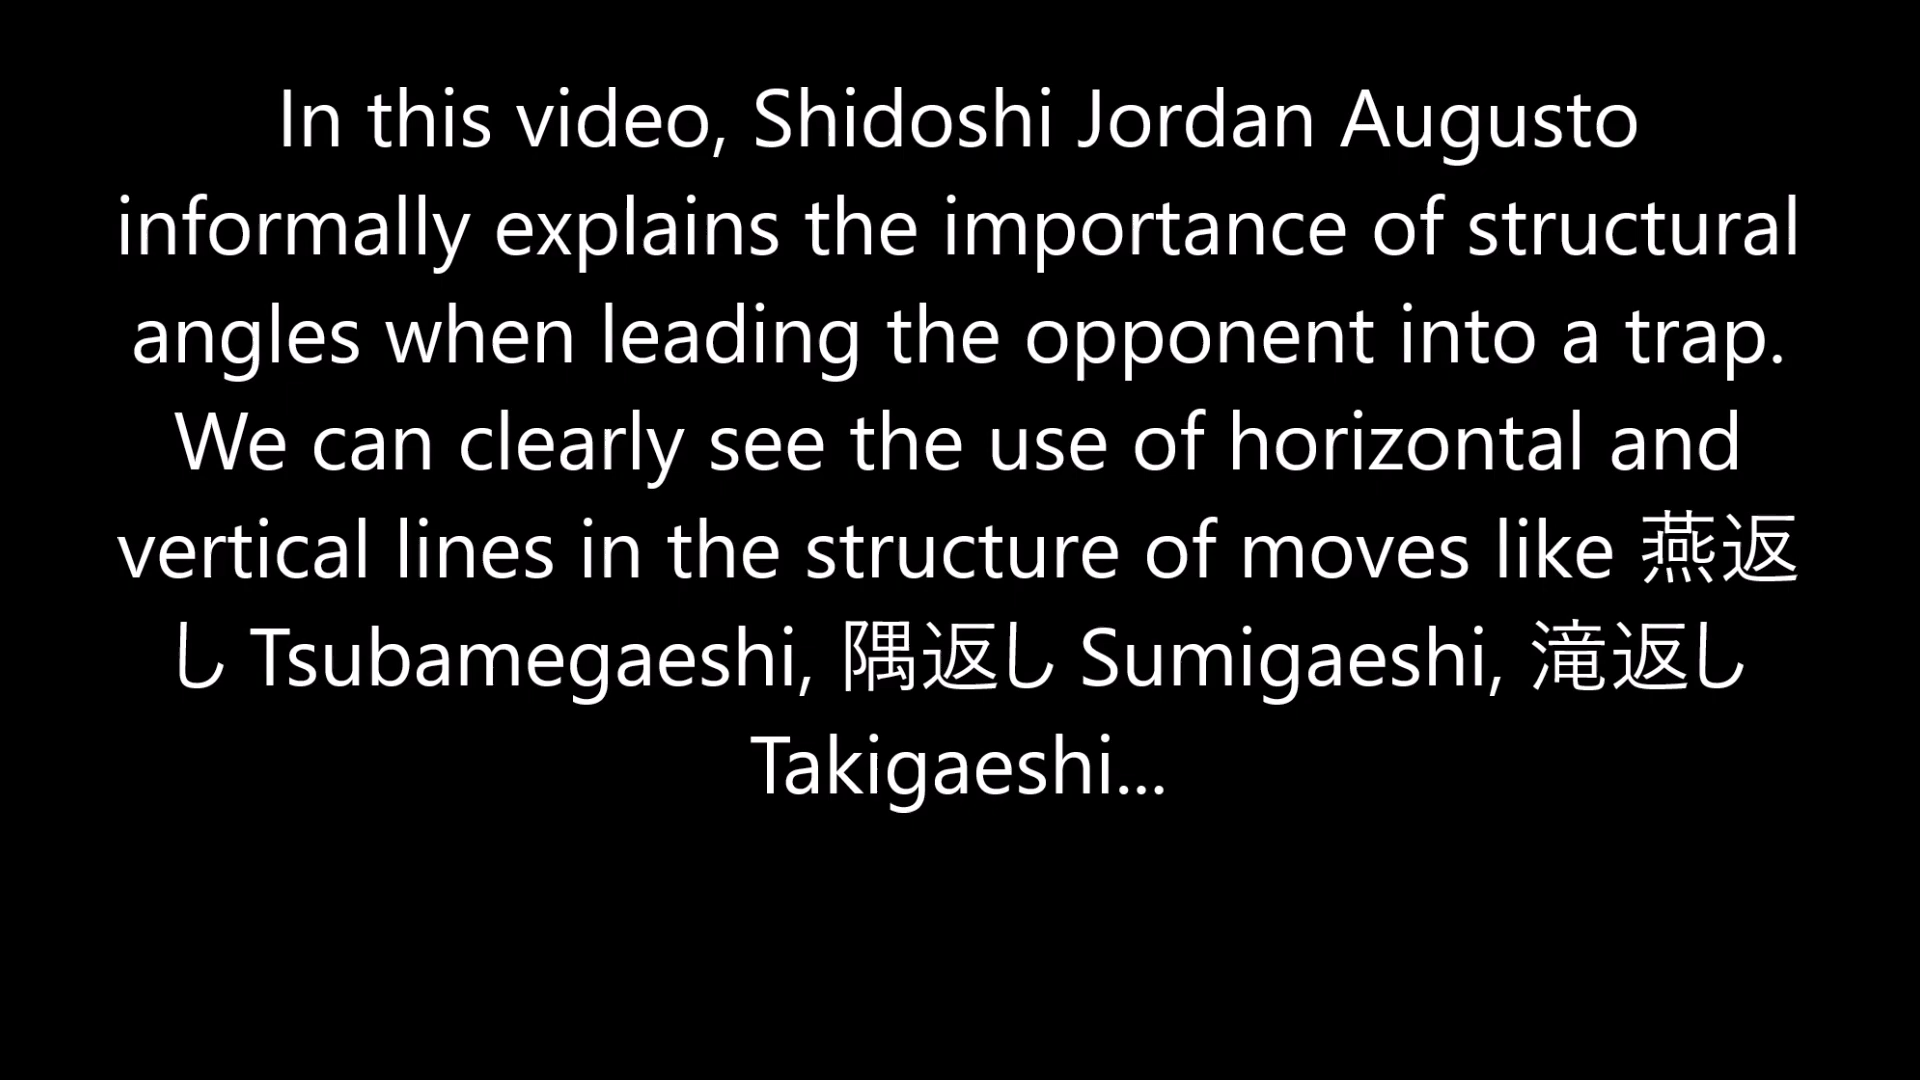 In this video, Shidoshi Jordan Augusto
informally explains the importance of structural
angles when leading the opponent into a trap.
We can clearly see the use of horizontal and
vertical lines in the structure of moves like 燕返
し Tsubamegaeshi, 隅返し Sumigaeshi, 滝返し
Takigaeshi...